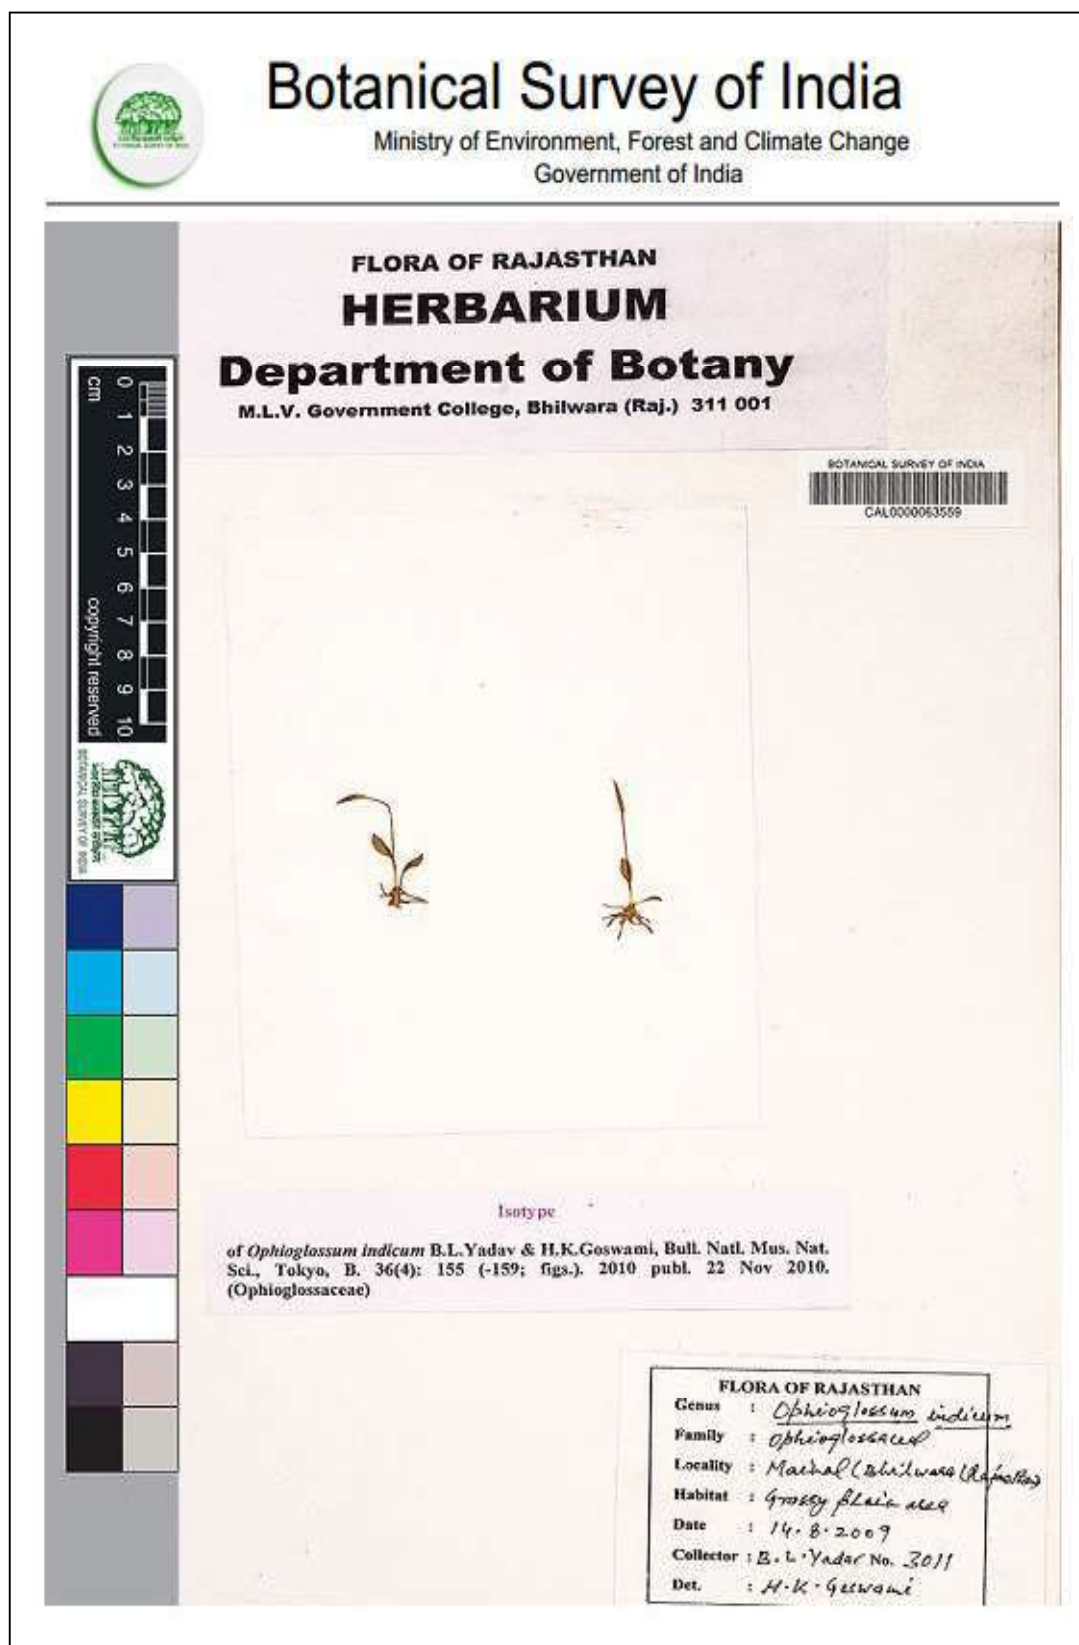 Botanical Survey of India
Ministry of Environment, Forest and Climate Change
Government of India
FLORA OF RAJASTHAN
HERBARIUM
Department of Botany
M.L.V. Government College, Bhilwara (Raj.) 311 001
cm
0 1 2 3 4 5 6 7 8 9 10
copyright reserved
BOTANICAL SURVEY OF INDIA
BOTANICAL SURVEY OF INDIA
CAL0000063559
Isotype
of Ophioglossum indicum B.L.Yadav & H.K.Goswami, Bull. Natl. Mus. Nat.
Sci., Tokyo, B. 36(4): 155 (-159; figs.). 2010 publ. 22 Nov 2010.
(Ophioglossaceae)
FLORA OF RAJASTHAN
Genus : Ophioglossum indicum
Family :
Locality : (Bhilwara (Rajasthan)
Habitat : Grassy plain area
Date : 14.8.2009
Collector : B.L.Yadav No. 3011
Det. : H.K.Goswami